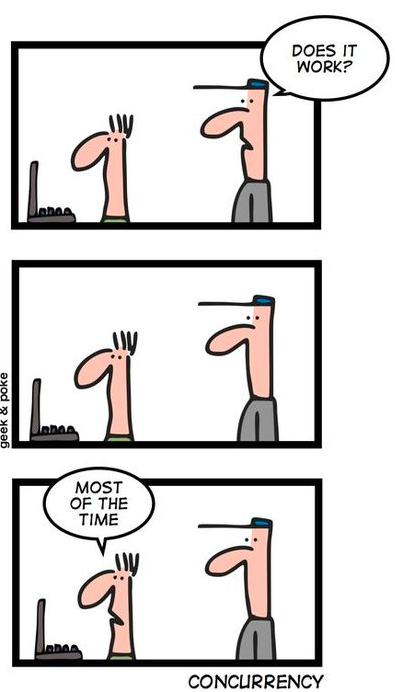 DOES IT
WORK?
geek & poke
MOST
OF THE
TIME
CONCURRENCY